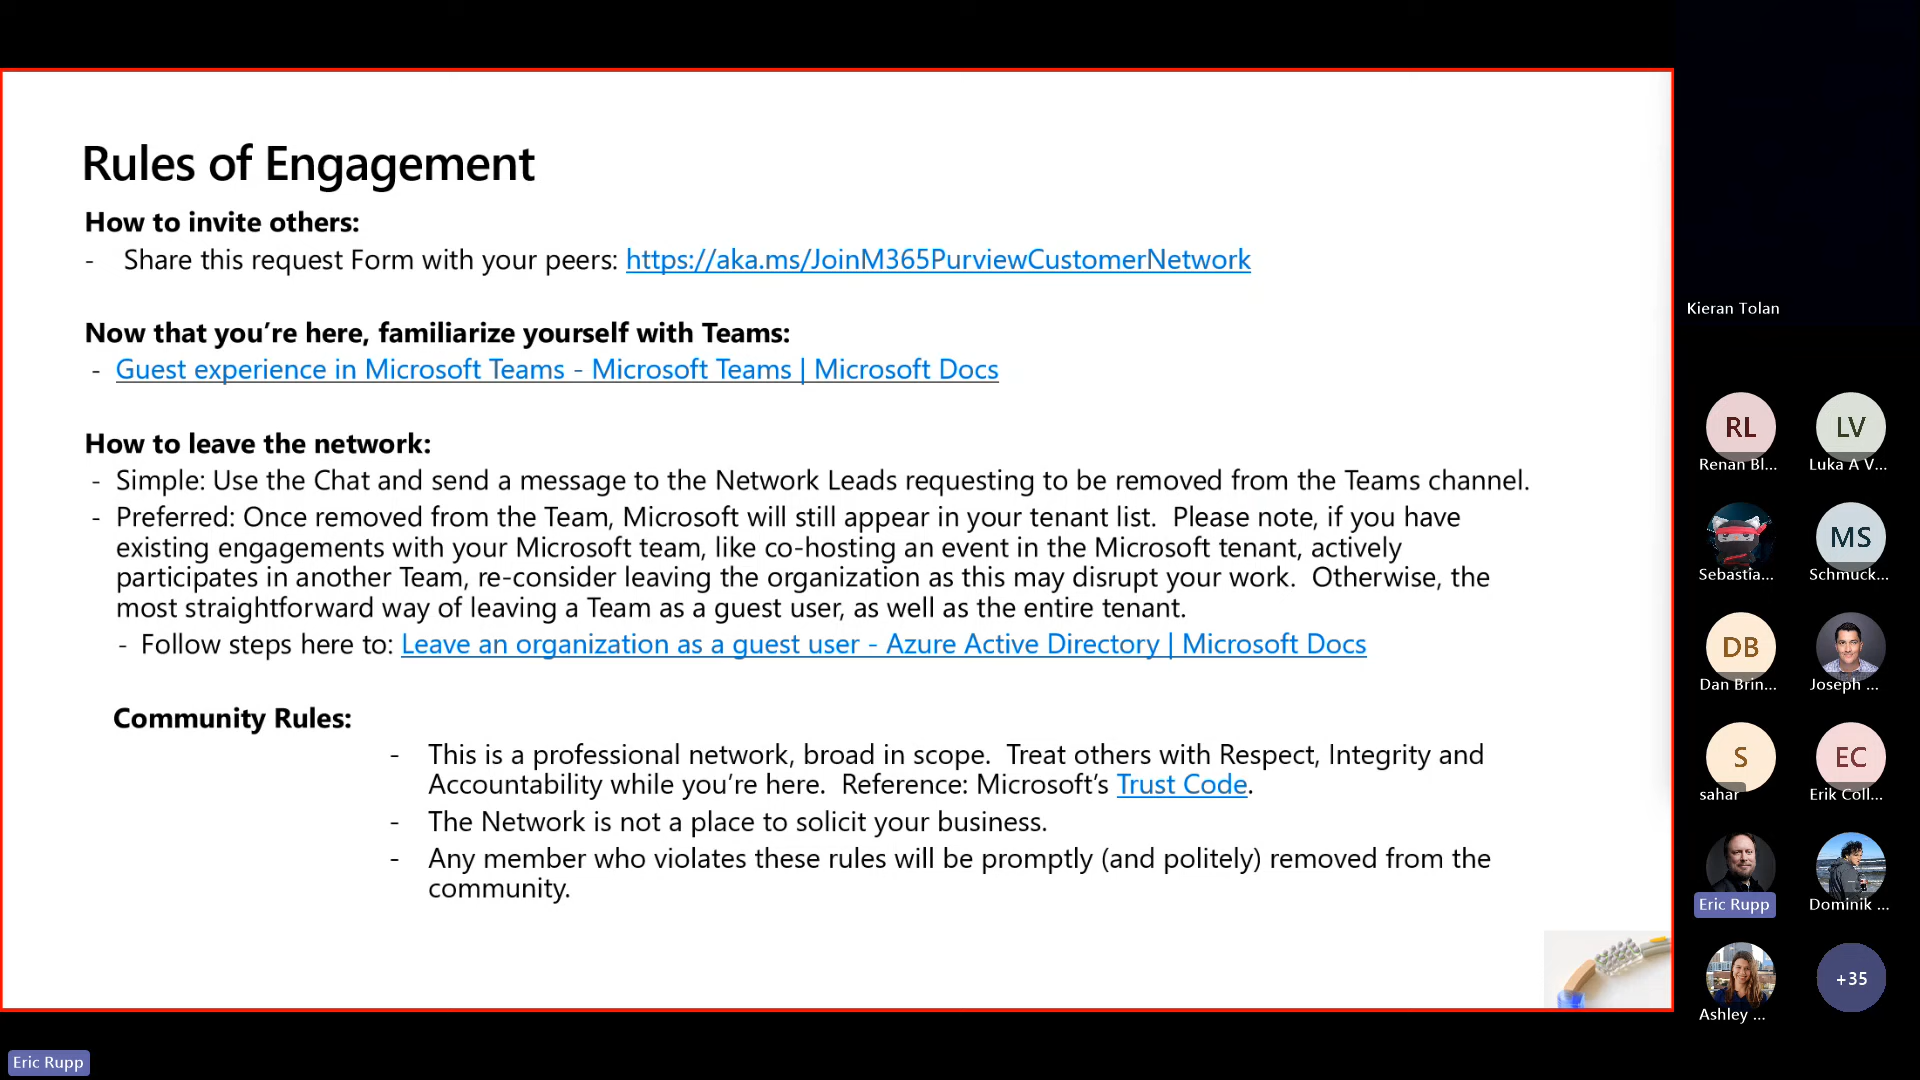 Rules of Engagement
How to invite others:
- Share this request Form with your peers: https://aka.ms/JoinM365PurviewCustomerNetwork
Now that you’re here, familiarize yourself with Teams:
- Guest experience in Microsoft Teams - Microsoft Teams | Microsoft Docs
How to leave the network:
- Simple: Use the Chat and send a message to the Network Leads requesting to be removed from the Teams channel.
- Preferred: Once removed from the Team, Microsoft will still appear in your tenant list.  Please note, if you have
existing engagements with your Microsoft team, like co-hosting an event in the Microsoft tenant, actively
participates in another Team, re-consider leaving the organization as this may disrupt your work.  Otherwise, the
most straightforward way of leaving a Team as a guest user, as well as the entire tenant.
- Follow steps here to: Leave an organization as a guest user - Azure Active Directory | Microsoft Docs
Community Rules:
- This is a professional network, broad in scope.  Treat others with Respect, Integrity and
Accountability while you’re here.  Reference: Microsoft’s Trust Code.
- The Network is not a place to solicit your business.
- Any member who violates these rules will be promptly (and politely) removed from the
community.
Kieran Tolan
RL LV
Renan Bl... Luka A V...
MS
Sebastia... Schmuck...
DB
Dan Brin... Joseph ...
S EC
sahar Erik Coll...
Eric Rupp Dominik ...
+35
Ashley ...
Eric Rupp